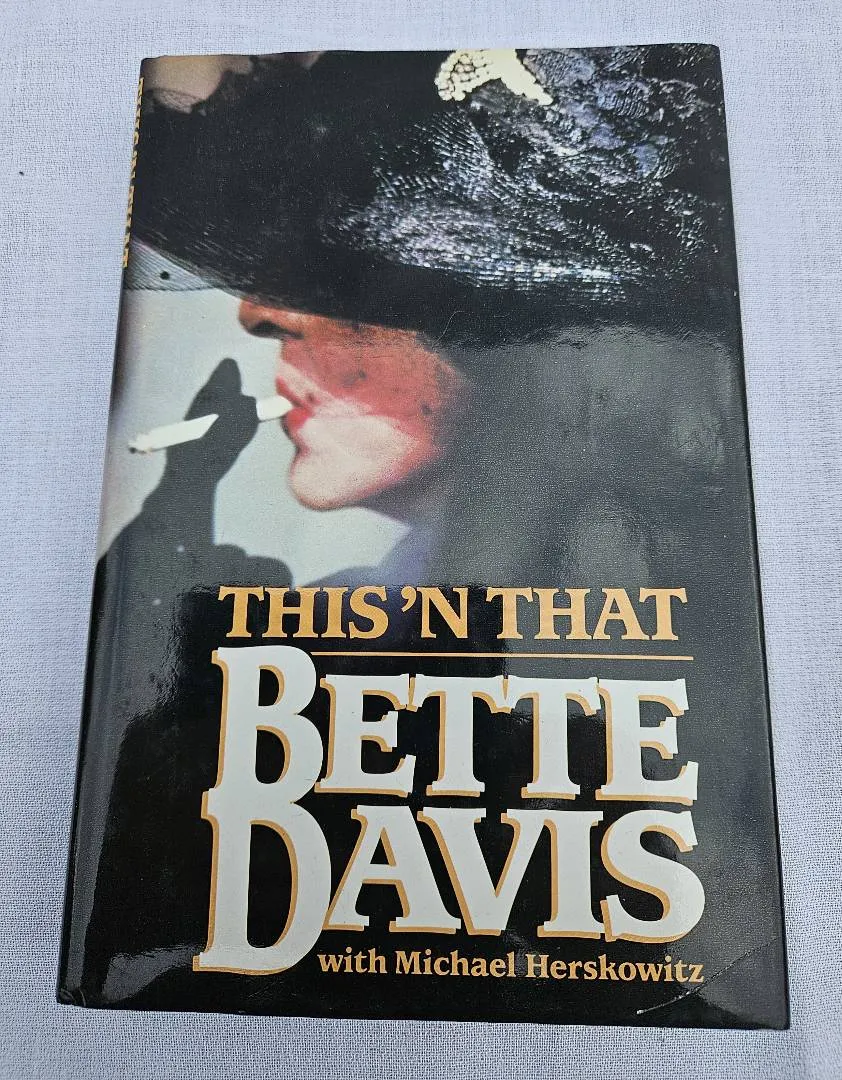 THIS 'N THAT
BETTE
DAVIS
with Michael Herskowitz